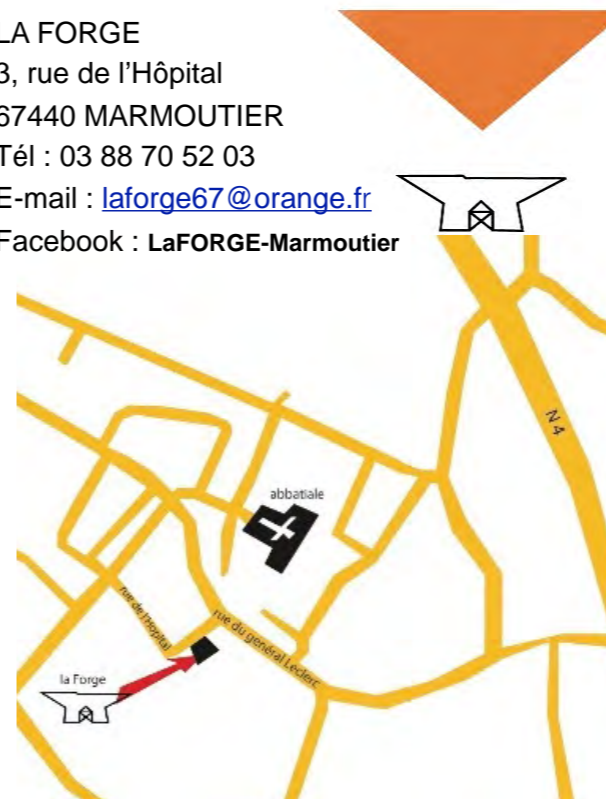 LA FORGE
3, rue de l’Hôpital
67440 MARMOUTIER
Tél : 03 88 70 52 03
E-mail : laforge67@orange.fr
Facebook : LaFORGE-Marmoutier
N 4
abbatiale
rue de l'Hopital
rue du général Leclerc
la Forge